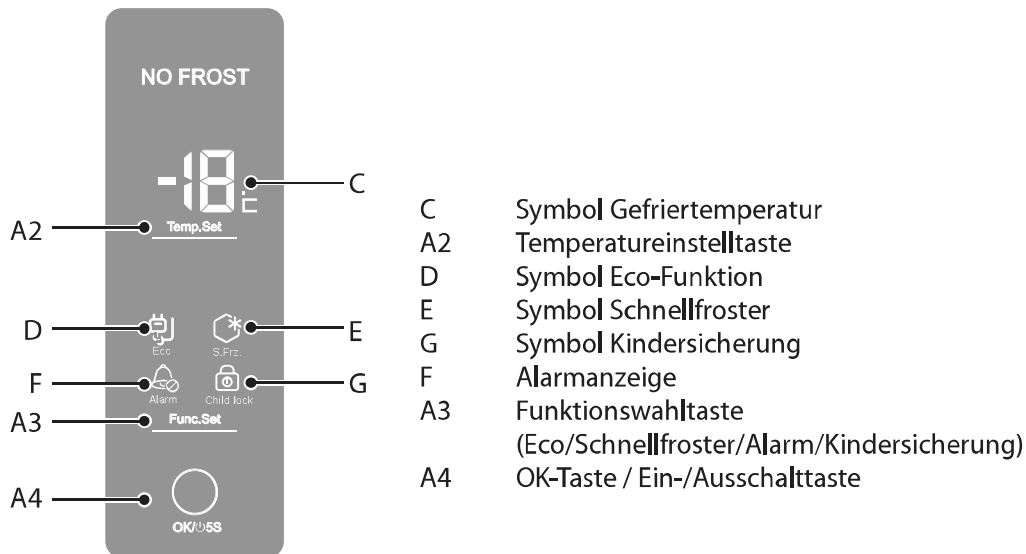 NO FROST
-18
C
A2
Temp.Set
D
E
Eco
S.Frz.
F
G
Alarm
Child lock
A3
Func.Set
A4
OK/⏻5S
C Symbol Gefriertemperatur
A2 Temperatureinstelltaste
D Symbol Eco-Funktion
E Symbol Schnellfroster
G Symbol Kindersicherung
F Alarmanzeige
A3 Funktionswahltaste
(Eco/Schnellfroster/Alarm/Kindersicherung)
A4 OK-Taste / Ein-/Ausschalttaste